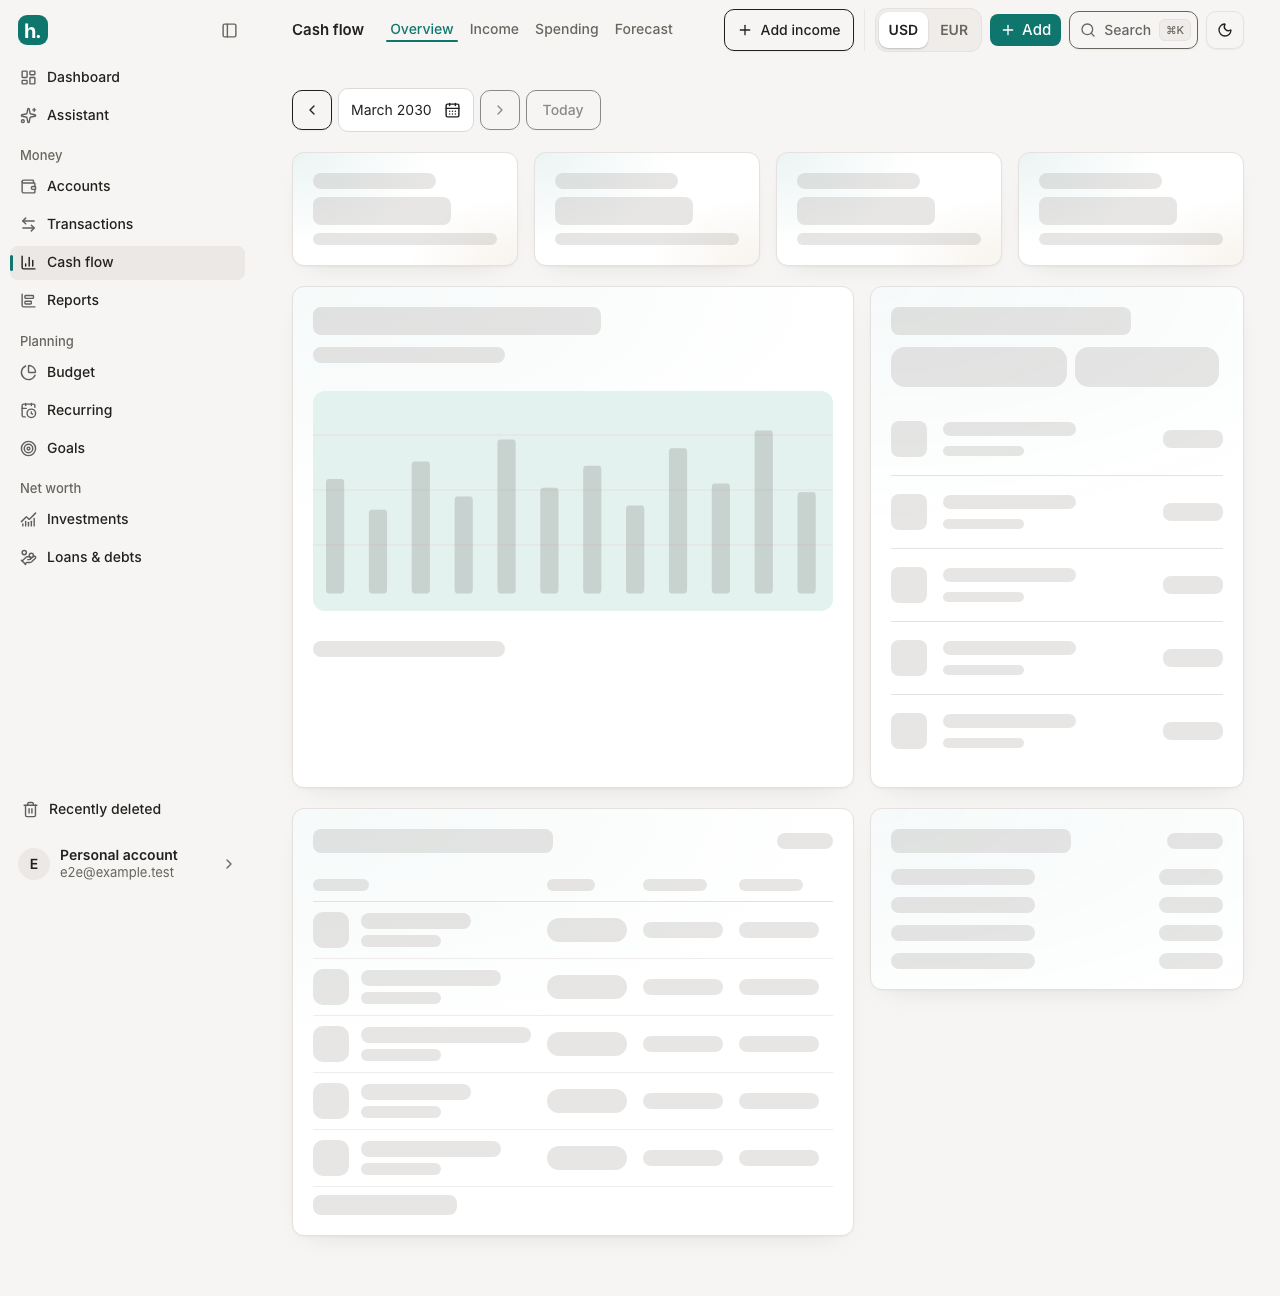 h.
Dashboard
Assistant
Money
Accounts
Transactions
Cash flow
Reports
Planning
Budget
Recurring
Goals
Net worth
Investments
Loans & debts
Recently deleted
E
Personal account
e2e@example.test
Cash flow
Overview
Income
Spending
Forecast
Add income
USD
EUR
Add
Search
⌘K
March 2030
Today